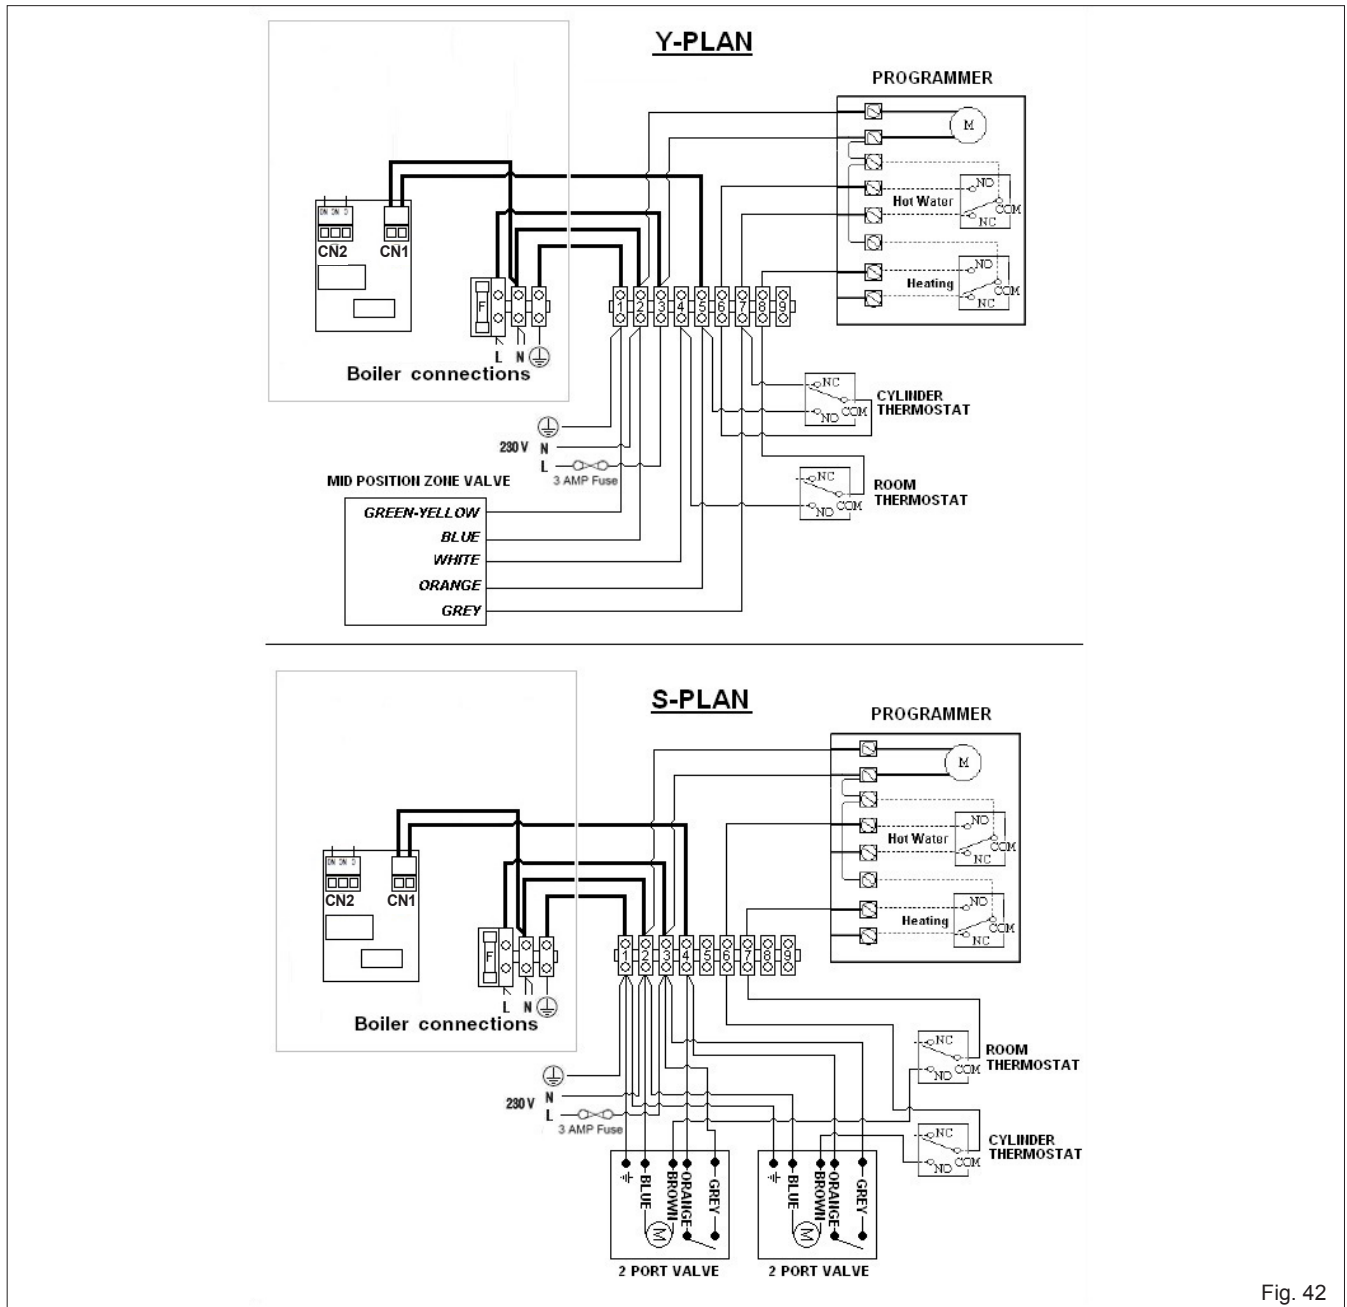 Y-PLAN
PROGRAMMER
M
NO
Hot Water
COM
NC
NO
Heating
COM
NC
CN2
CN1
F
1 2 3 4 5 6 7 8 9
L N
Boiler connections
NC
CYLINDER
THERMOSTAT
COM
NO
230 V N
L
3 AMP Fuse
NC
ROOM
THERMOSTAT
COM
NO
MID POSITION ZONE VALVE
GREEN-YELLOW
BLUE
WHITE
ORANGE
GREY
S-PLAN
PROGRAMMER
M
NO
Hot Water
COM
NC
NO
Heating
COM
NC
CN2
CN1
F
1 2 3 4 5 6 7 8 9
L N
Boiler connections
NC
ROOM
THERMOSTAT
NO COM
230 V N
L
3 AMP Fuse
NC
CYLINDER
THERMOSTAT
NO COM
BLUE
BROWN
ORANGE
GREY
M
BLUE
BROWN
ORANGE
GREY
M
2 PORT VALVE
2 PORT VALVE
Fig. 42